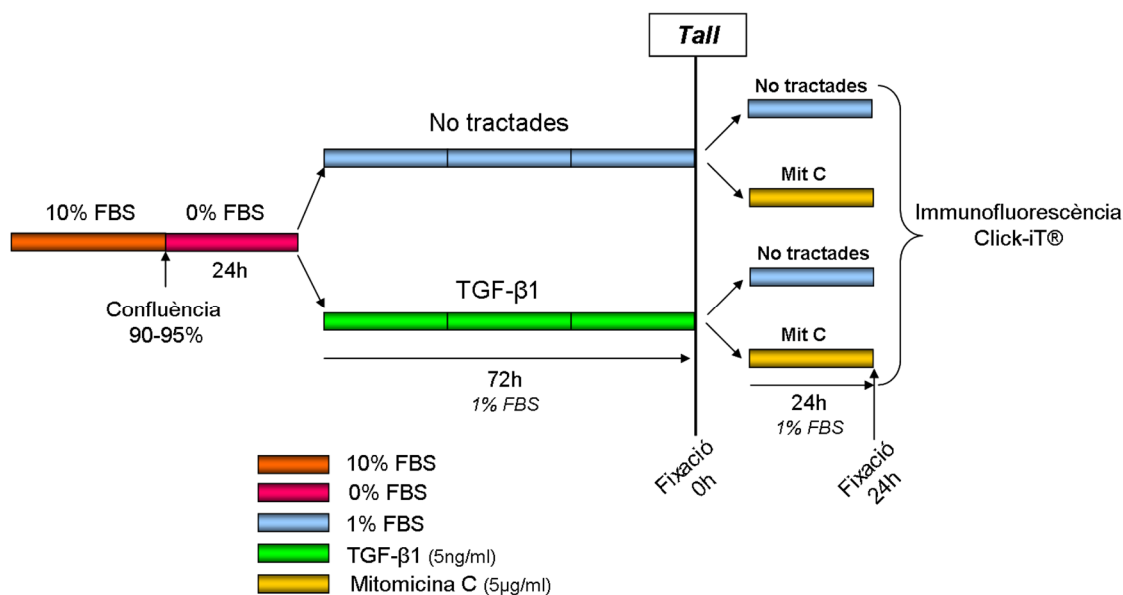 Tall
No tractades
No tractades
Mit C
10% FBS
0% FBS
24h
Confluència
90-95%
Immunofluorescència
Click-iT®
No tractades
TGF-β1
Mit C
72h
1% FBS
24h
1% FBS
Fixació
0h
Fixació
24h
10% FBS
0% FBS
1% FBS
TGF-β1 (5ng/ml)
Mitomicina C (5µg/ml)